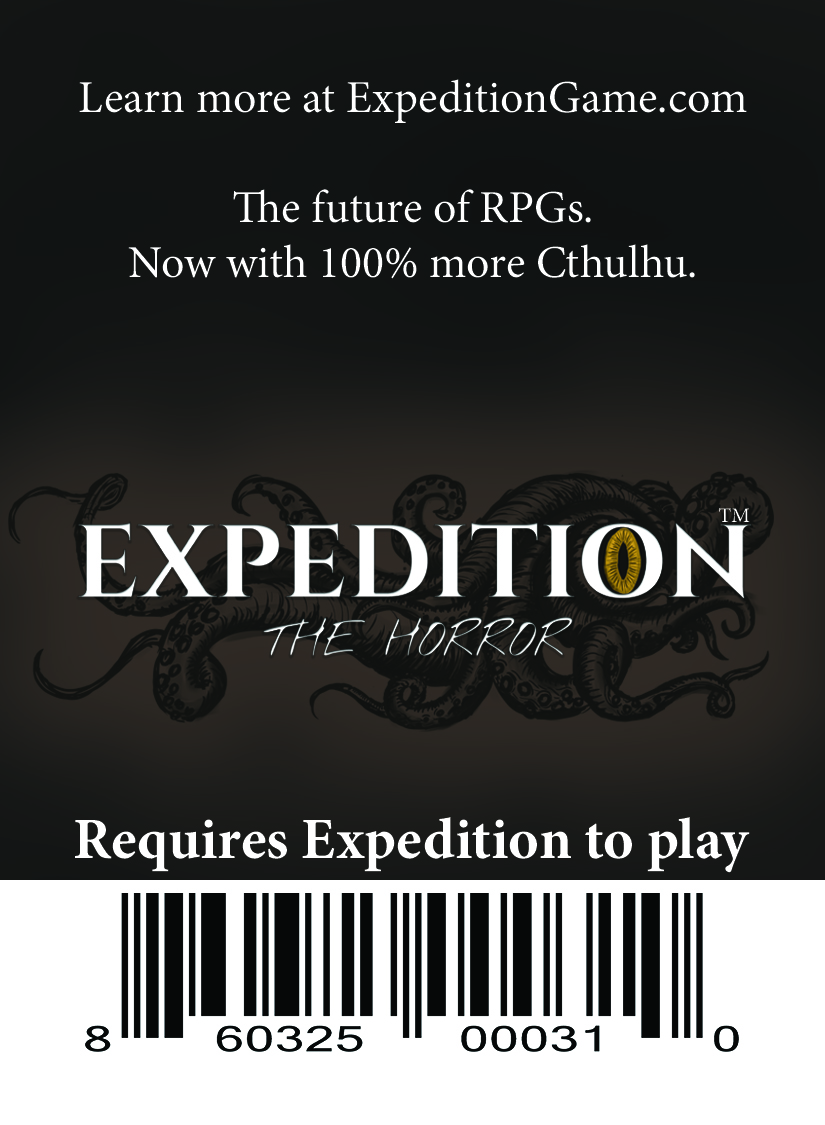 Learn more at ExpeditionGame.com
The future of RPGs.
Now with 100% more Cthulhu.
EXPEDITION™
THE HORROR
Requires Expedition to play
8 60325 00031 0